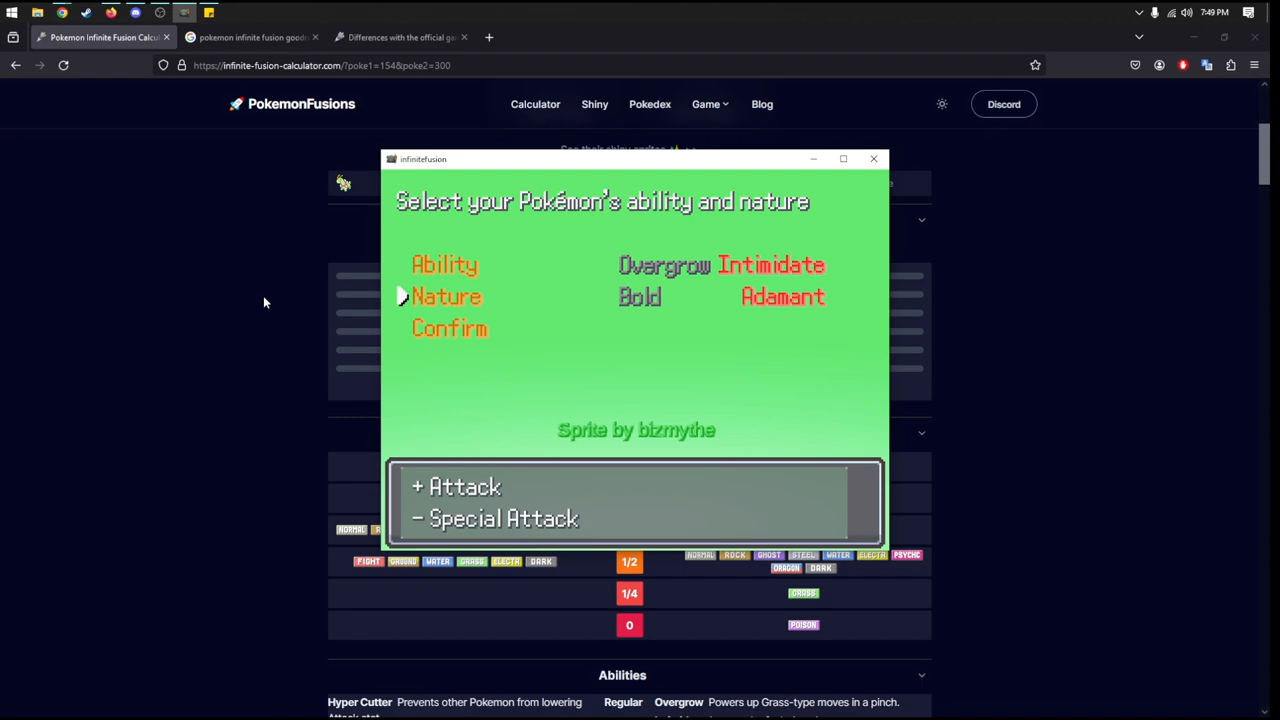 7:49 PM
Pokemon Infinite Fusion Calcul
pokemon infinite fusion goods
Differences with the official ge
https://infinite-fusion-calculator.com/?poke1=154&poke2=300
PokemonFusions
Calculator Shiny Pokedex Game Blog
Discord
infinitefusion
Select your Pokémon's ability and nature
Ability Overgrow Intimidate
Nature Bold Adamant
Confirm
Sprite by bizmythe
+ Attack
- Special Attack
NORMAL
FIGHT GROUND WATER GRASS ELECTR DARK 1/2 NORMAL ROCK GHOST STEEL WATER ELECTR PSYCHC
DRAGON DARK
1/4 GRASS
0 POISON
Abilities
Hyper Cutter Prevents other Pokemon from lowering Regular Overgrow Powers up Grass-type moves in a pinch.